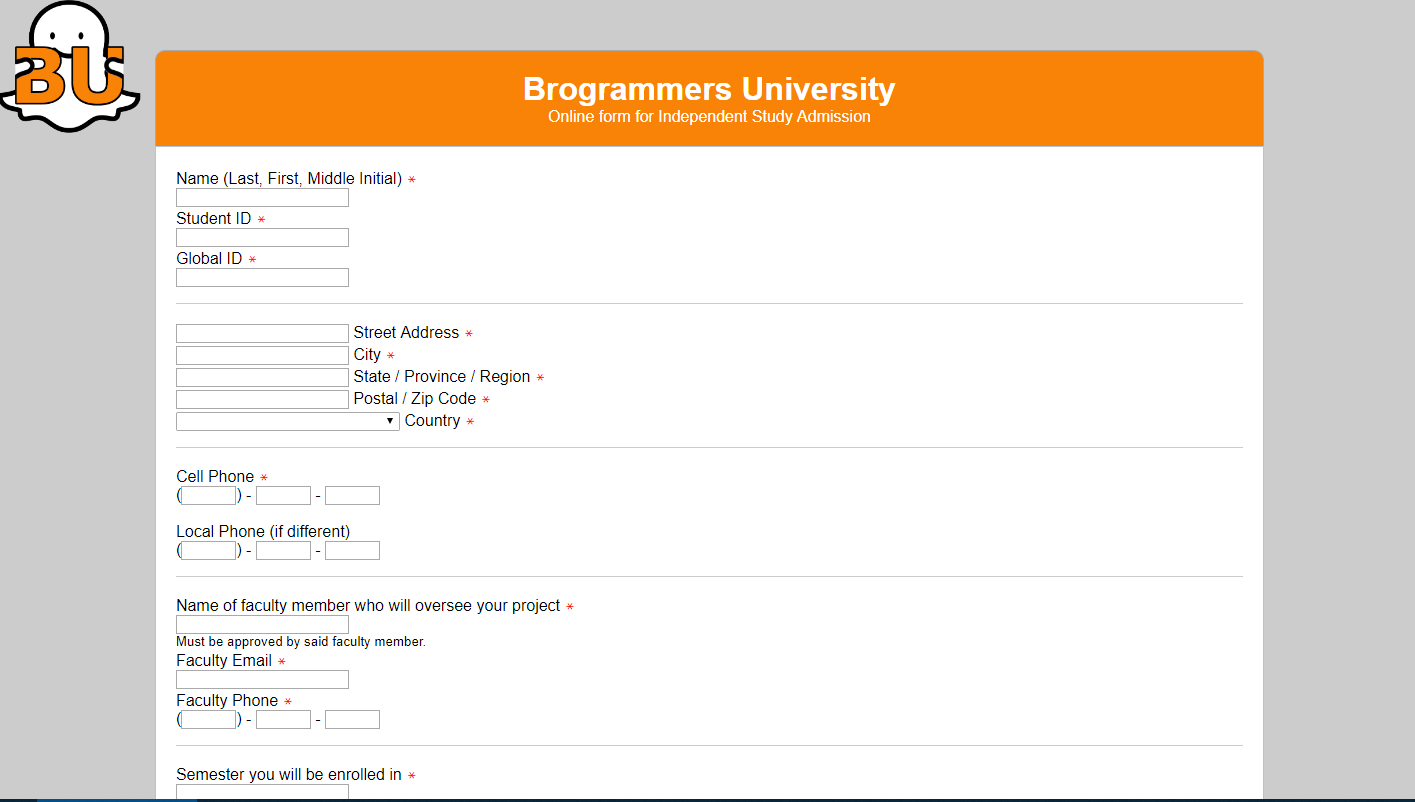 BU
Brogrammers University
Online form for Independent Study Admission
Name (Last, First, Middle Initial) *
Student ID *
Global ID *
Street Address *
City *
State / Province / Region *
Postal / Zip Code *
Country *
Cell Phone *
( ) - -
Local Phone (if different)
( ) - -
Name of faculty member who will oversee your project *
Must be approved by said faculty member.
Faculty Email *
Faculty Phone *
( ) - -
Semester you will be enrolled in *